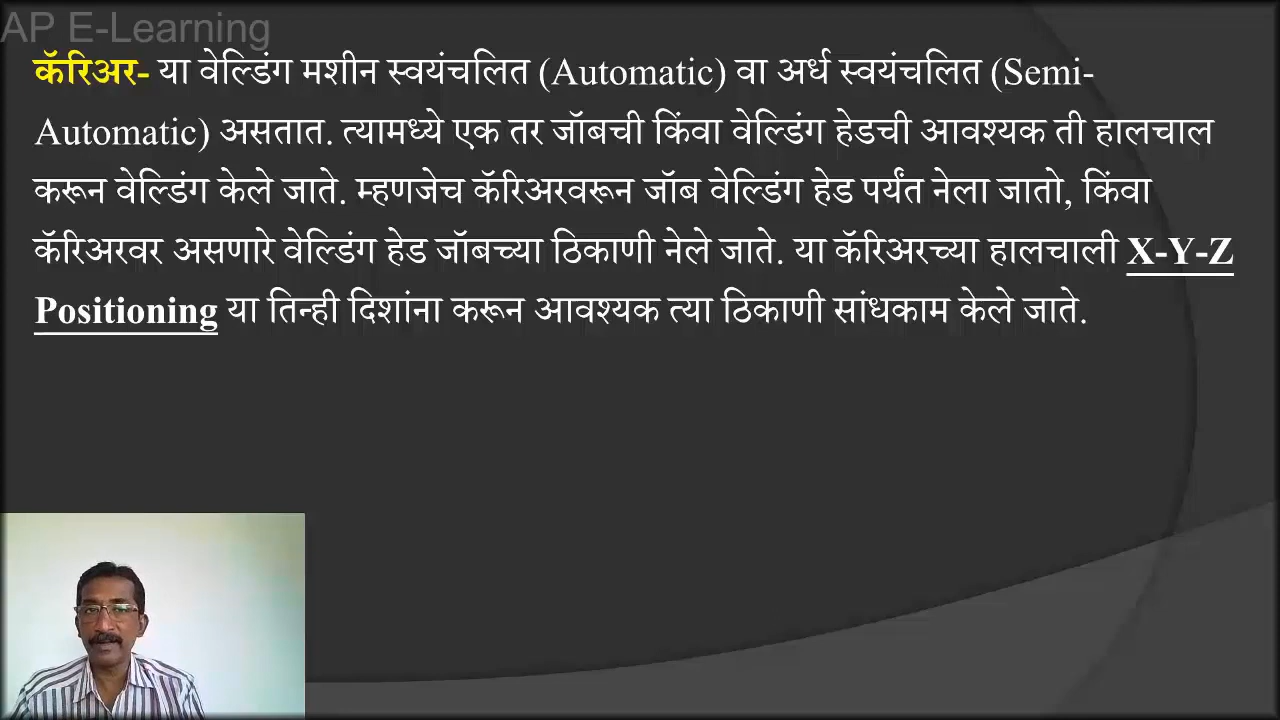 AP E-Learning
कॅरिअर- या वेल्डिंग मशीन स्वयंचलित (Automatic) वा अर्ध स्वयंचलित (Semi-
Automatic) असतात. त्यामध्ये एक तर जॉबची किंवा वेल्डिंग हेडची आवश्यक ती हालचाल
करून वेल्डिंग केले जाते. म्हणजेच कॅरिअरवरून जॉब वेल्डिंग हेड पर्यंत नेला जातो, किंवा
कॅरिअरवर असणारे वेल्डिंग हेड जॉबच्या ठिकाणी नेले जाते. या कॅरिअरच्या हालचाली X-Y-Z
Positioning या तिन्ही दिशांना करून आवश्यक त्या ठिकाणी सांधकाम केले जाते.